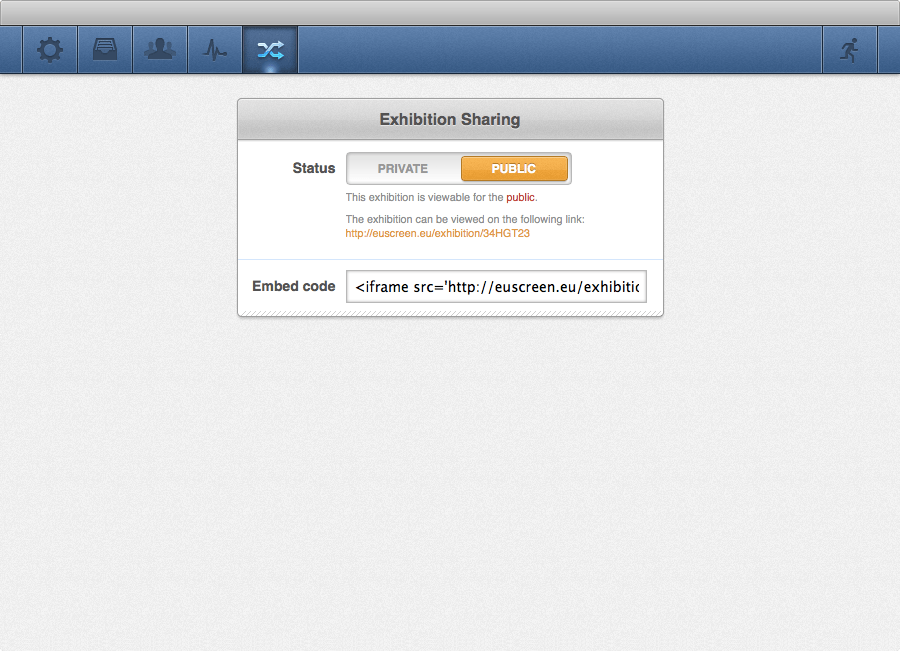 Exhibition Sharing
Status PRIVATE PUBLIC
This exhibition is viewable for the public.
The exhibition can be viewed on the following link:
http://euscreen.eu/exhibition/34HGT23
Embed code <iframe src='http://euscreen.eu/exhibitic